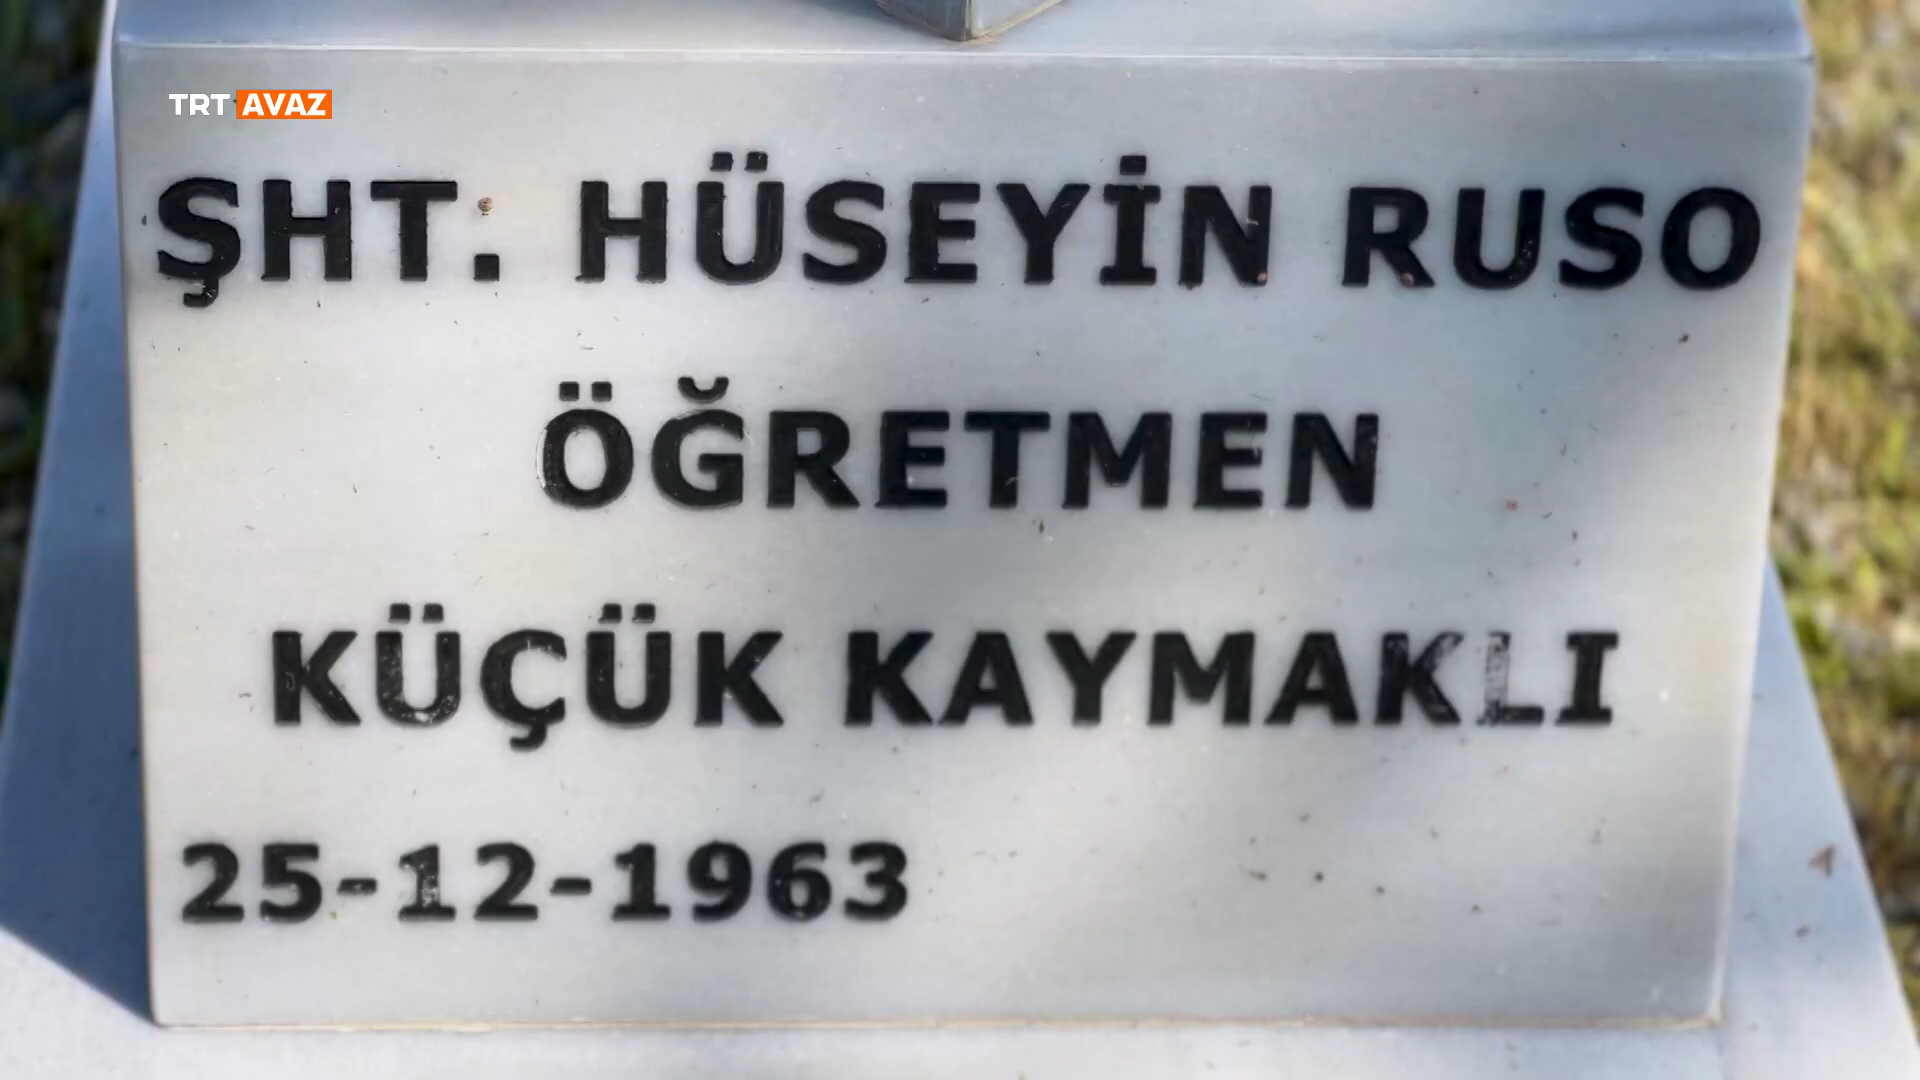 TRT AVAZ
ŞHT. HÜSEYİN RUSO
ÖĞRETMEN
KÜÇÜK KAYMAKLI
25-12-1963